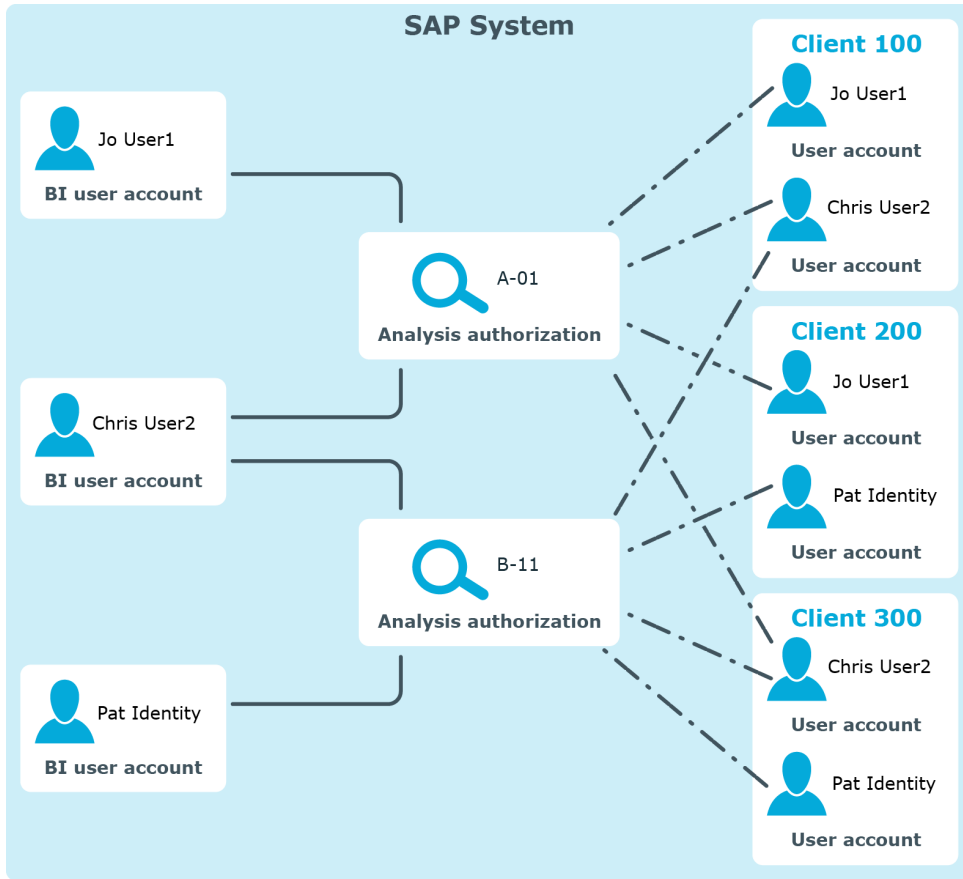 SAP System
Jo User1
BI user account
Chris User2
BI user account
Pat Identity
BI user account
A-01
Analysis authorization
B-11
Analysis authorization
Client 100
Jo User1
User account
Chris User2
User account
Client 200
Jo User1
User account
Pat Identity
User account
Client 300
Chris User2
User account
Pat Identity
User account